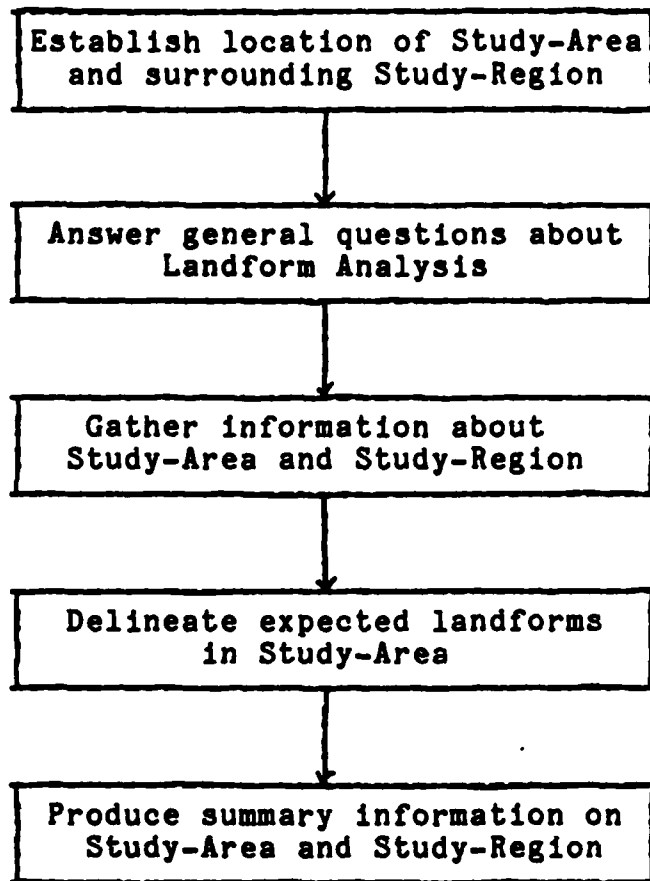 Establish location of Study-Area
and surrounding Study-Region
Answer general questions about
Landform Analysis
Gather information about
Study-Area and Study-Region
Delineate expected landforms
in Study-Area
Produce summary information on
Study-Area and Study-Region